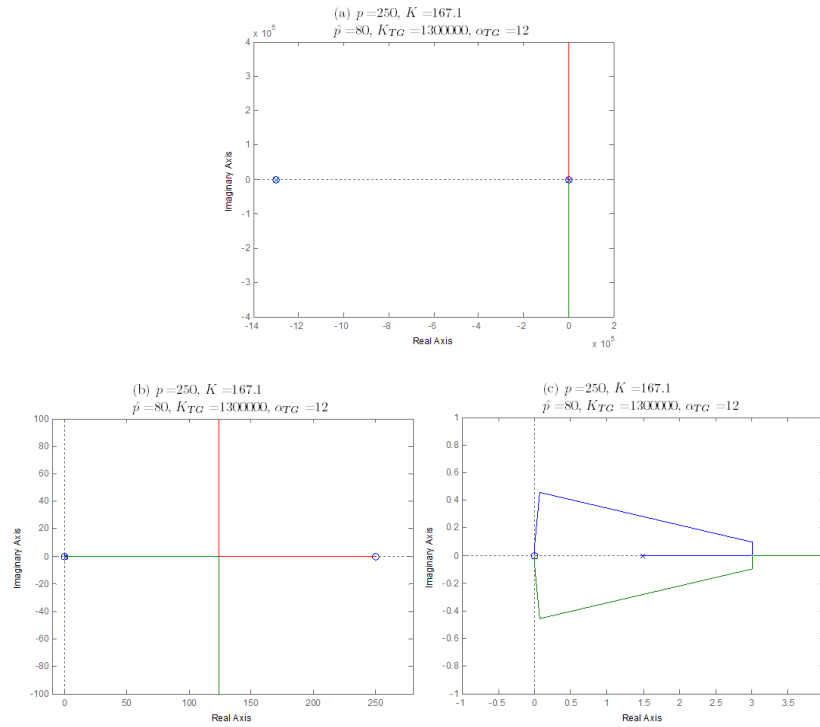 (a) p =250, K =167.1
p̂ =80, K_TG =1300000, α_TG =12
x 10^5
4
3
2
1
0
-1
-2
-3
-4
Imaginary Axis
-14 -12 -10 -8 -6 -4 -2 0 2
Real Axis
x 10^5
(b) p =250, K =167.1
p̂ =80, K_TG =1300000, α_TG =12
100
80
60
40
20
0
-20
-40
-60
-80
-100
Imaginary Axis
0 50 100 150 200 250
Real Axis
(c) p =250, K =167.1
p̂ =80, K_TG =1300000, α_TG =12
1
0.8
0.6
0.4
0.2
0
-0.2
-0.4
-0.6
-0.8
-1
Imaginary Axis
-1 -0.5 0 0.5 1 1.5 2 2.5 3 3.5
Real Axis